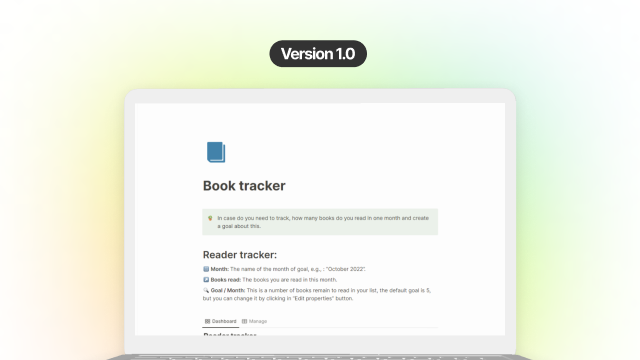 Version 1.0
Book tracker
In case do you need to track, how many books do you read in one month and create
a goal about this.
Reader tracker:
Month: The name of the month of goal, e.g., : "October 2022".
Books read: The books you are read in this month.
Goal / Month: This is a number of books remain to read in your list, the default goal is 5,
but you can change it by clicking in "Edit properties" button.
Dashboard Manage
Reader tracker